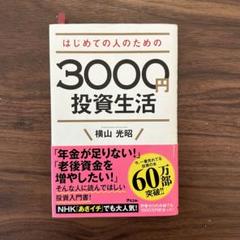 はじめての人のための
3000円
投資生活
横山 光昭
「年金が足りない!」
「老後資金を
増やしたい!」
そんな人に読んでほしい
投資入門書!
60万部
突破!!
NHK「あさイチ」でも大人気!